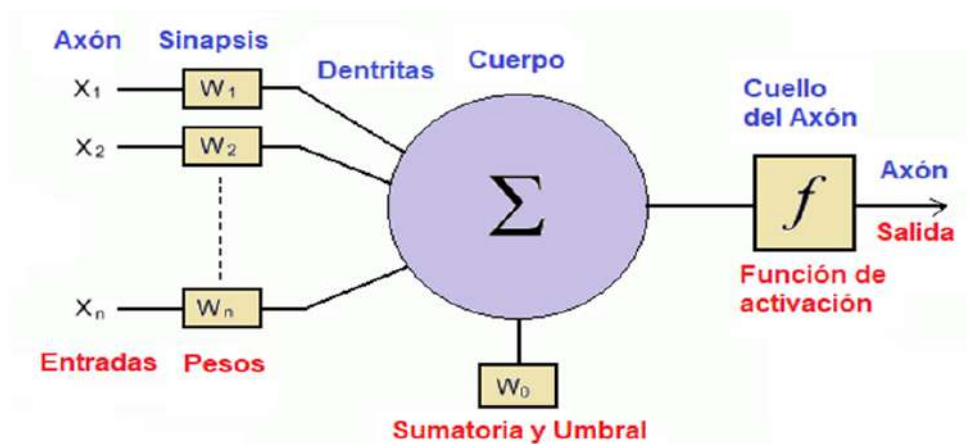 Axón Sinapsis
Dentritas
Cuerpo
X1 W1
X2 W2
Xn Wn
Entradas Pesos
Σ
W0
Sumatoria y Umbral
Cuello
del Axón
f
Función de
activación
Axón
Salida